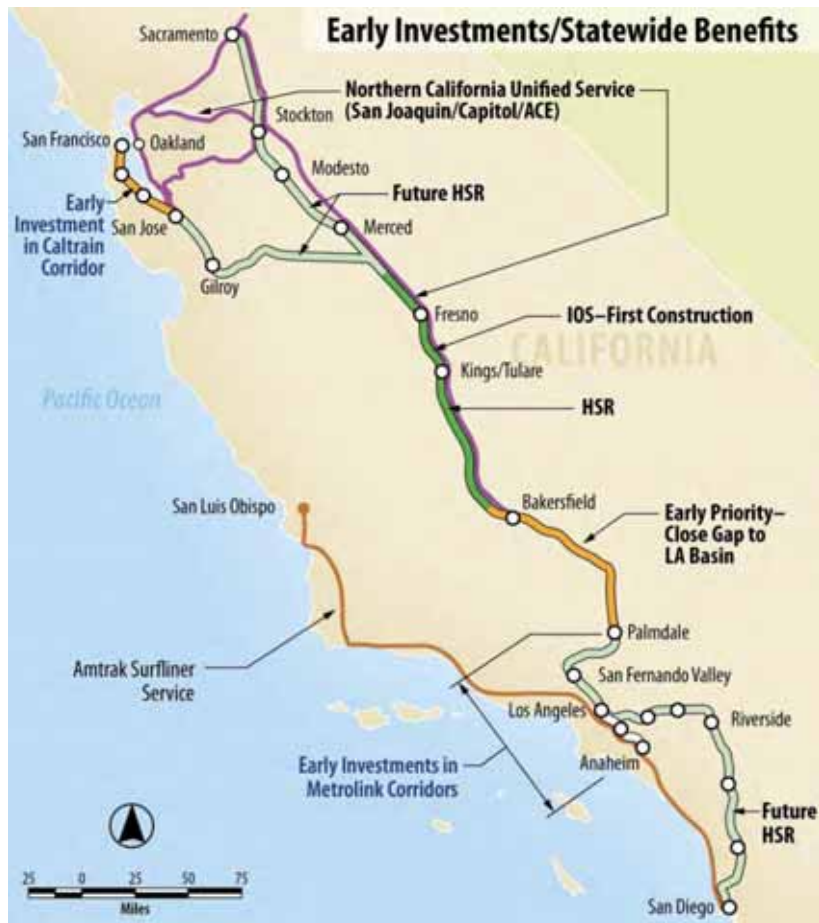 Early Investments/Statewide Benefits
Sacramento
Northern California Unified Service
(San Joaquin/Capitol/ACE)
Stockton
San Francisco
Oakland
Modesto
Early
Investment
in Caltrain
Corridor
Future HSR
San Jose
Merced
Gilroy
Fresno
IOS–First Construction
CALIFORNIA
Kings/Tulare
Pacific Ocean
HSR
San Luis Obispo
Bakersfield
Early Priority–
Close Gap to
LA Basin
Palmdale
Amtrak Surfliner
Service
San Fernando Valley
Los Angeles
Riverside
Early Investments in
Metrolink Corridors
Anaheim
Future
HSR
25 0 25 50 75
Miles
San Diego